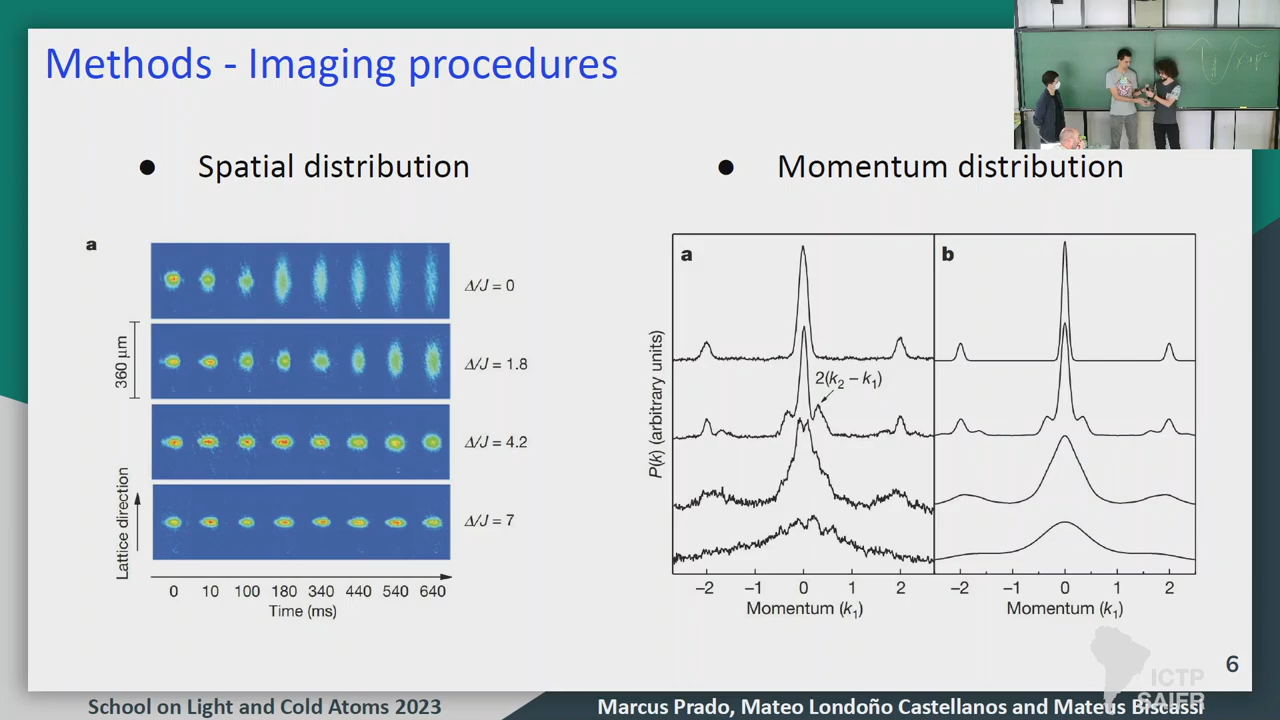 Methods - Imaging procedures
● Spatial distribution
● Momentum distribution
a
Δ/J = 0
Δ/J = 1.8
Δ/J = 4.2
Δ/J = 7
360 μm
Lattice direction
0 10 100 180 340 440 540 640
Time (ms)
a
b
2(k₂ – k₁)
P(k) (arbitrary units)
–2 –1 0 1 2
–2 –1 0 1 2
Momentum (k₁)
Momentum (k₁)
6
ICTP
SAIFR
School on Light and Cold Atoms 2023
Marcus Prado, Mateo Londoño Castellanos and Mateus Biscassi